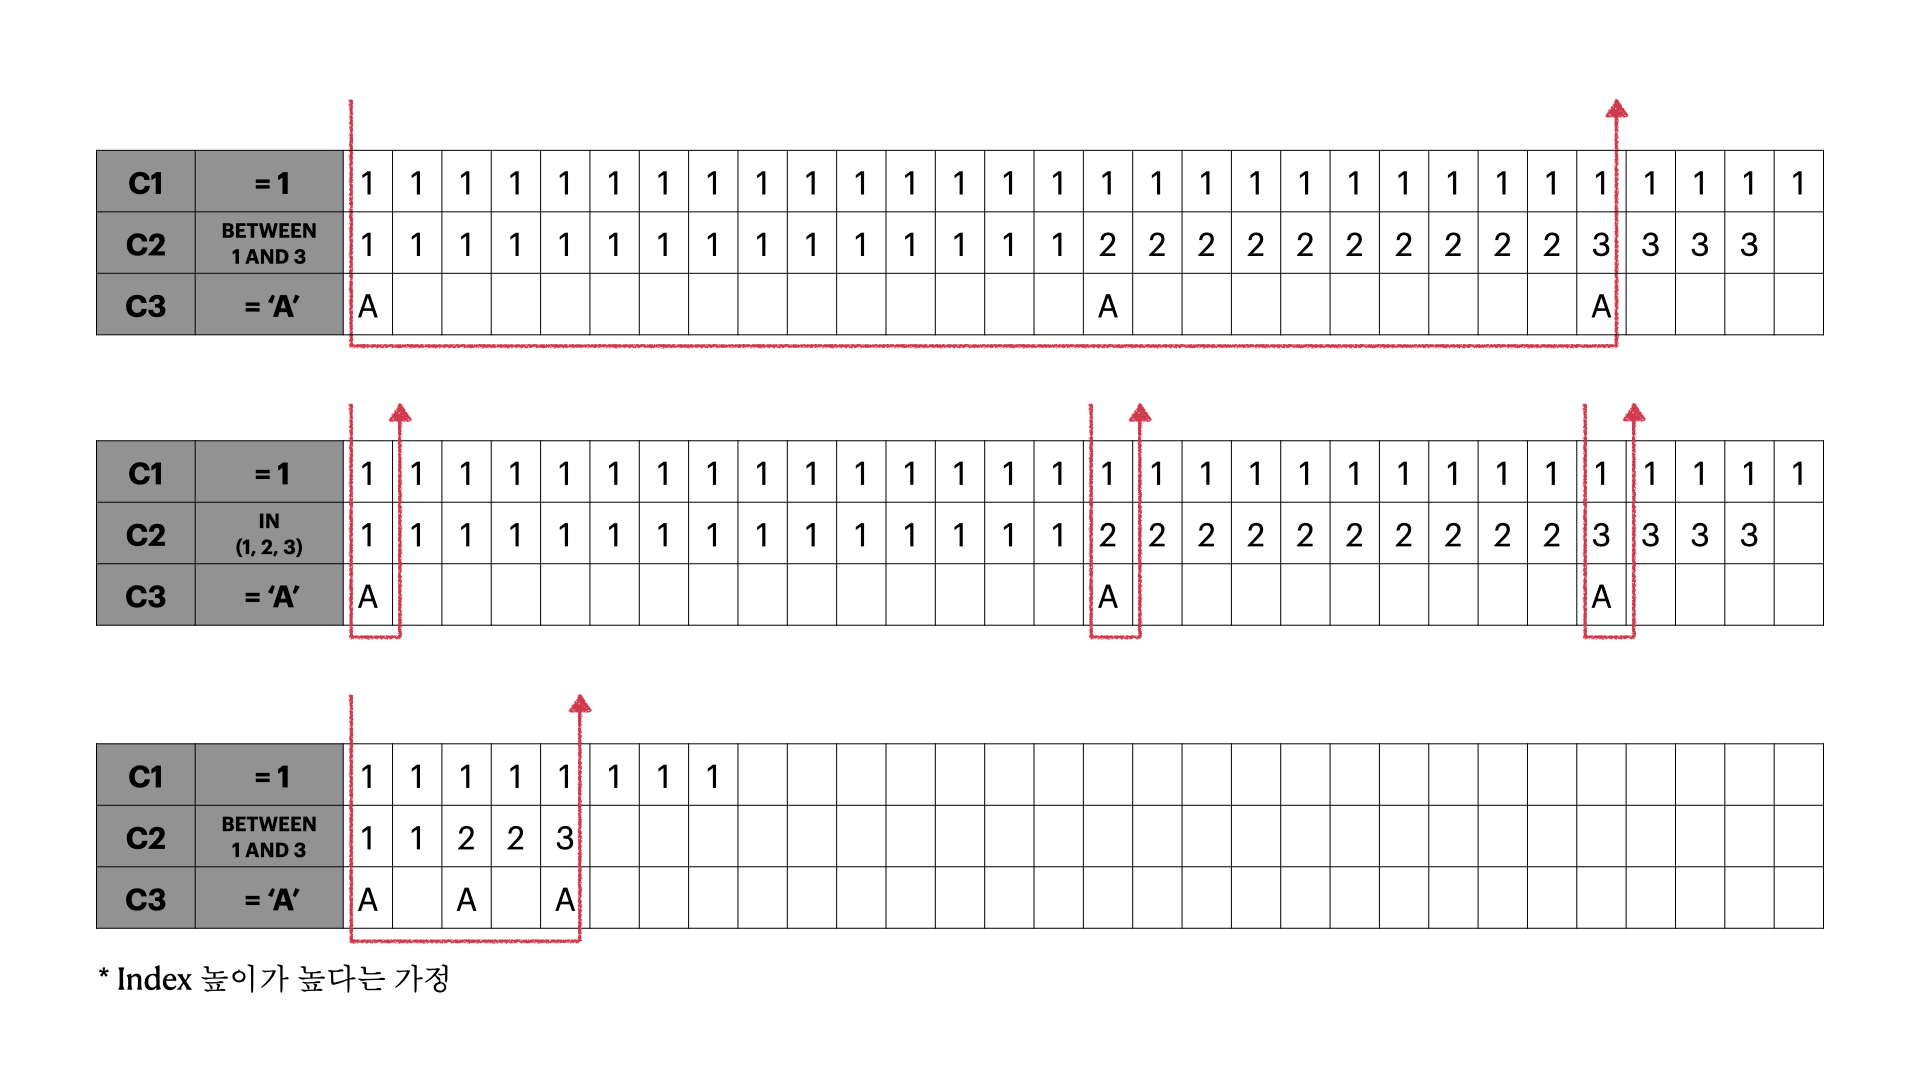 C1 = 1 1 1 1 1 1 1 1 1 1 1 1 1 1 1 1 1 1 1 1 1 1 1 1 1 1 1 1 1 1 1
C2 BETWEEN
1 AND 3 1 1 1 1 1 1 1 1 1 1 1 1 1 1 1 2 2 2 2 2 2 2 2 2 2 3 3 3 3
C3 = ‘A’ A A A
C1 = 1 1 1 1 1 1 1 1 1 1 1 1 1 1 1 1 1 1 1 1 1 1 1 1 1 1 1 1 1 1 1
C2 IN
(1, 2, 3) 1 1 1 1 1 1 1 1 1 1 1 1 1 1 1 2 2 2 2 2 2 2 2 2 2 3 3 3 3
C3 = ‘A’ A A A
C1 = 1 1 1 1 1 1 1 1 1
C2 BETWEEN
1 AND 3 1 1 2 2 3
C3 = ‘A’ A A A
* Index 높이가 높다는 가정